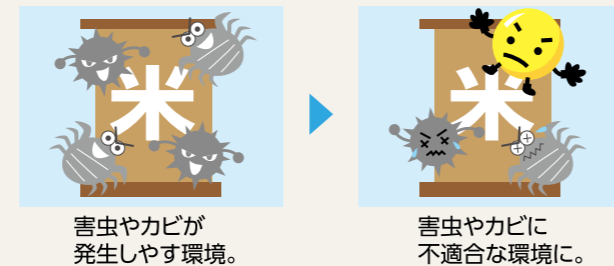 米
害虫やカビが
発生しやす環境。
米
害虫やカビに
不適合な環境に。